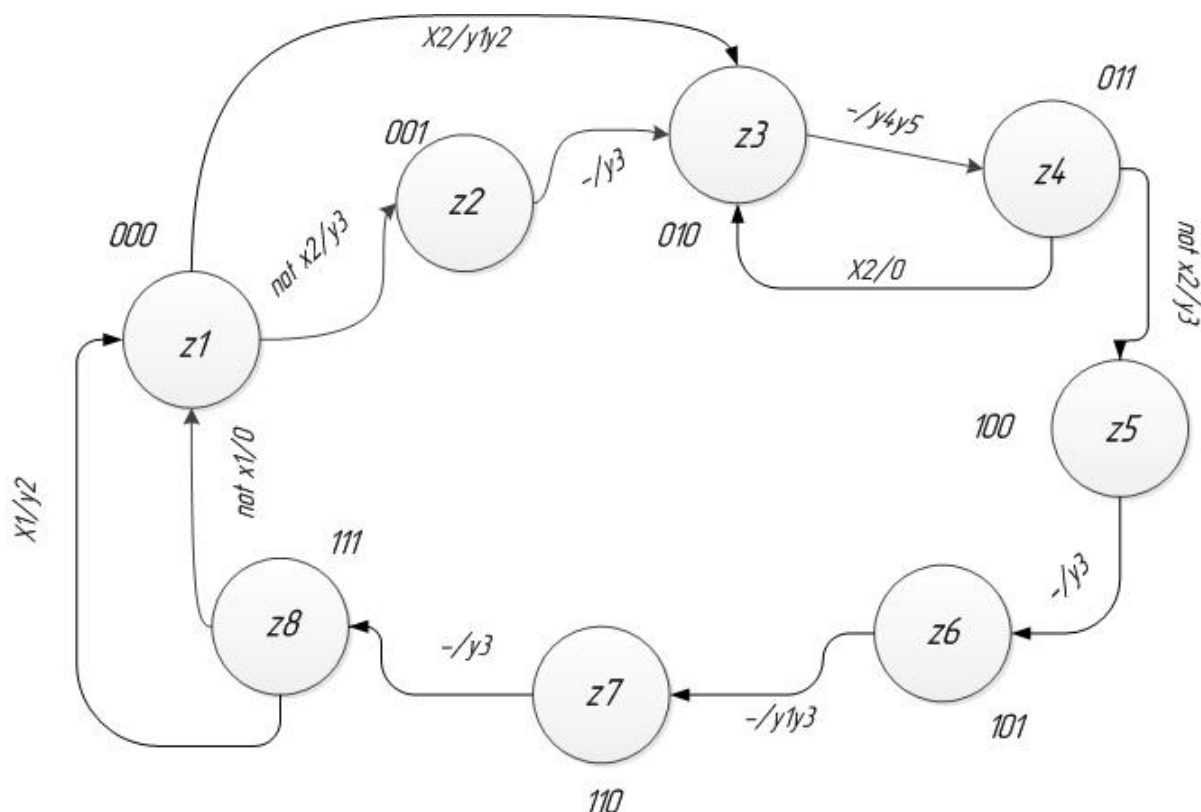 X2/y1y2
011
-/y4y5
001
z3
z4
-/y3
z2
000
not x2/y3
010
X2/0
not x2/y3
z1
100
z5
not x1/0
X1/y2
111
-/y3
z8
z6
-/y3
z7
-/y1y3
101
110